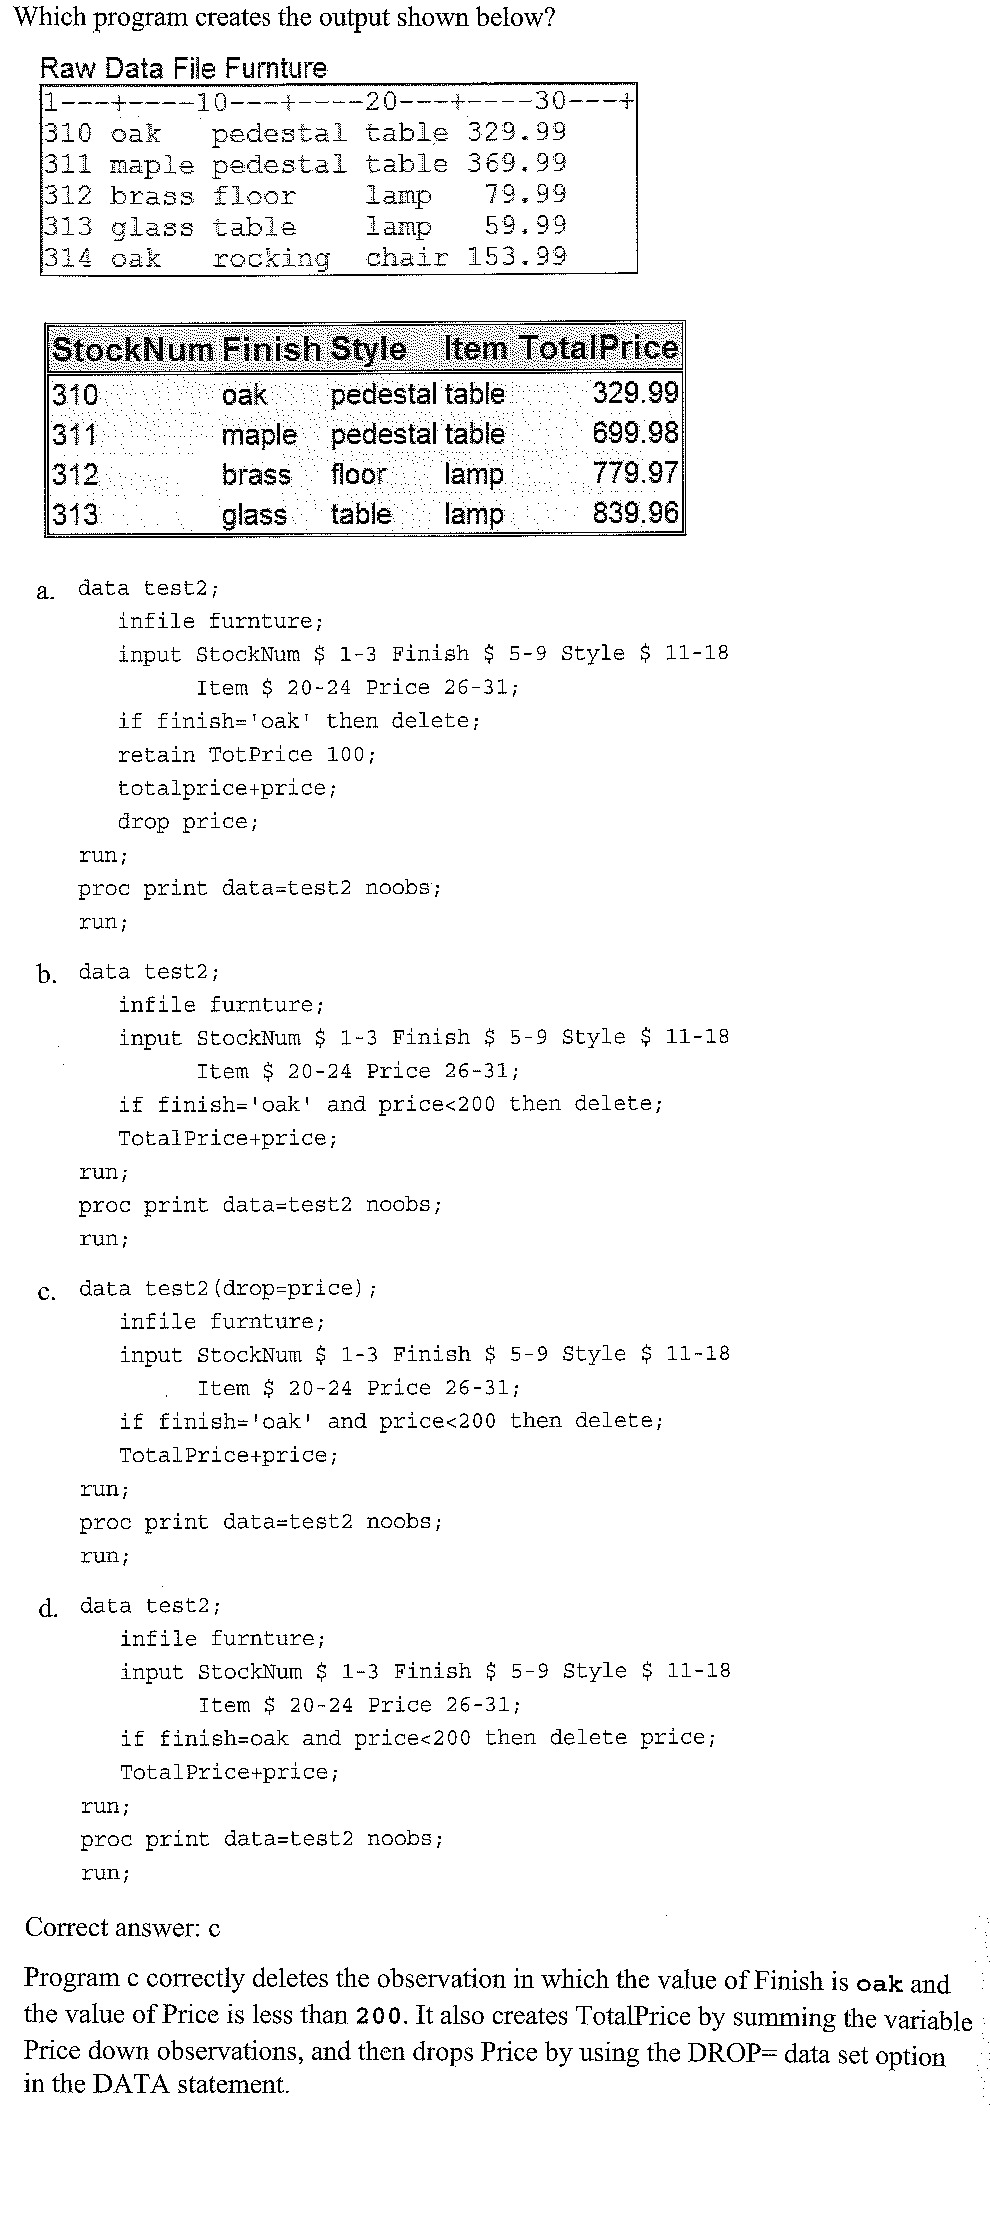 Which program creates the output shown below?
Raw Data File Furnture
1---+----10---+----20---+----30---+
310 oak   pedestal table 329.99
311 maple pedestal table 369.99
312 brass floor    lamp   79.99
313 glass table    lamp   59.99
314 oak   rocking  chair 153.99
StockNum Finish Style Item TotalPrice
310 oak pedestal table 329.99
311 maple pedestal table 699.98
312 brass floor lamp 779.97
313 glass table lamp 839.96
a. data test2;
infile furnture;
input StockNum $ 1-3 Finish $ 5-9 Style $ 11-18
Item $ 20-24 Price 26-31;
if finish='oak' then delete;
retain TotPrice 100;
totalprice+price;
drop price;
run;
proc print data=test2 noobs;
run;
b. data test2;
infile furnture;
input StockNum $ 1-3 Finish $ 5-9 Style $ 11-18
Item $ 20-24 Price 26-31;
if finish='oak' and price<200 then delete;
TotalPrice+price;
run;
proc print data=test2 noobs;
run;
c. data test2(drop=price);
infile furnture;
input StockNum $ 1-3 Finish $ 5-9 Style $ 11-18
Item $ 20-24 Price 26-31;
if finish='oak' and price<200 then delete;
TotalPrice+price;
run;
proc print data=test2 noobs;
run;
d. data test2;
infile furnture;
input StockNum $ 1-3 Finish $ 5-9 Style $ 11-18
Item $ 20-24 Price 26-31;
if finish=oak and price<200 then delete price;
TotalPrice+price;
run;
proc print data=test2 noobs;
run;
Correct answer: c
Program c correctly deletes the observation in which the value of Finish is oak and
the value of Price is less than 200. It also creates TotalPrice by summing the variable
Price down observations, and then drops Price by using the DROP= data set option
in the DATA statement.